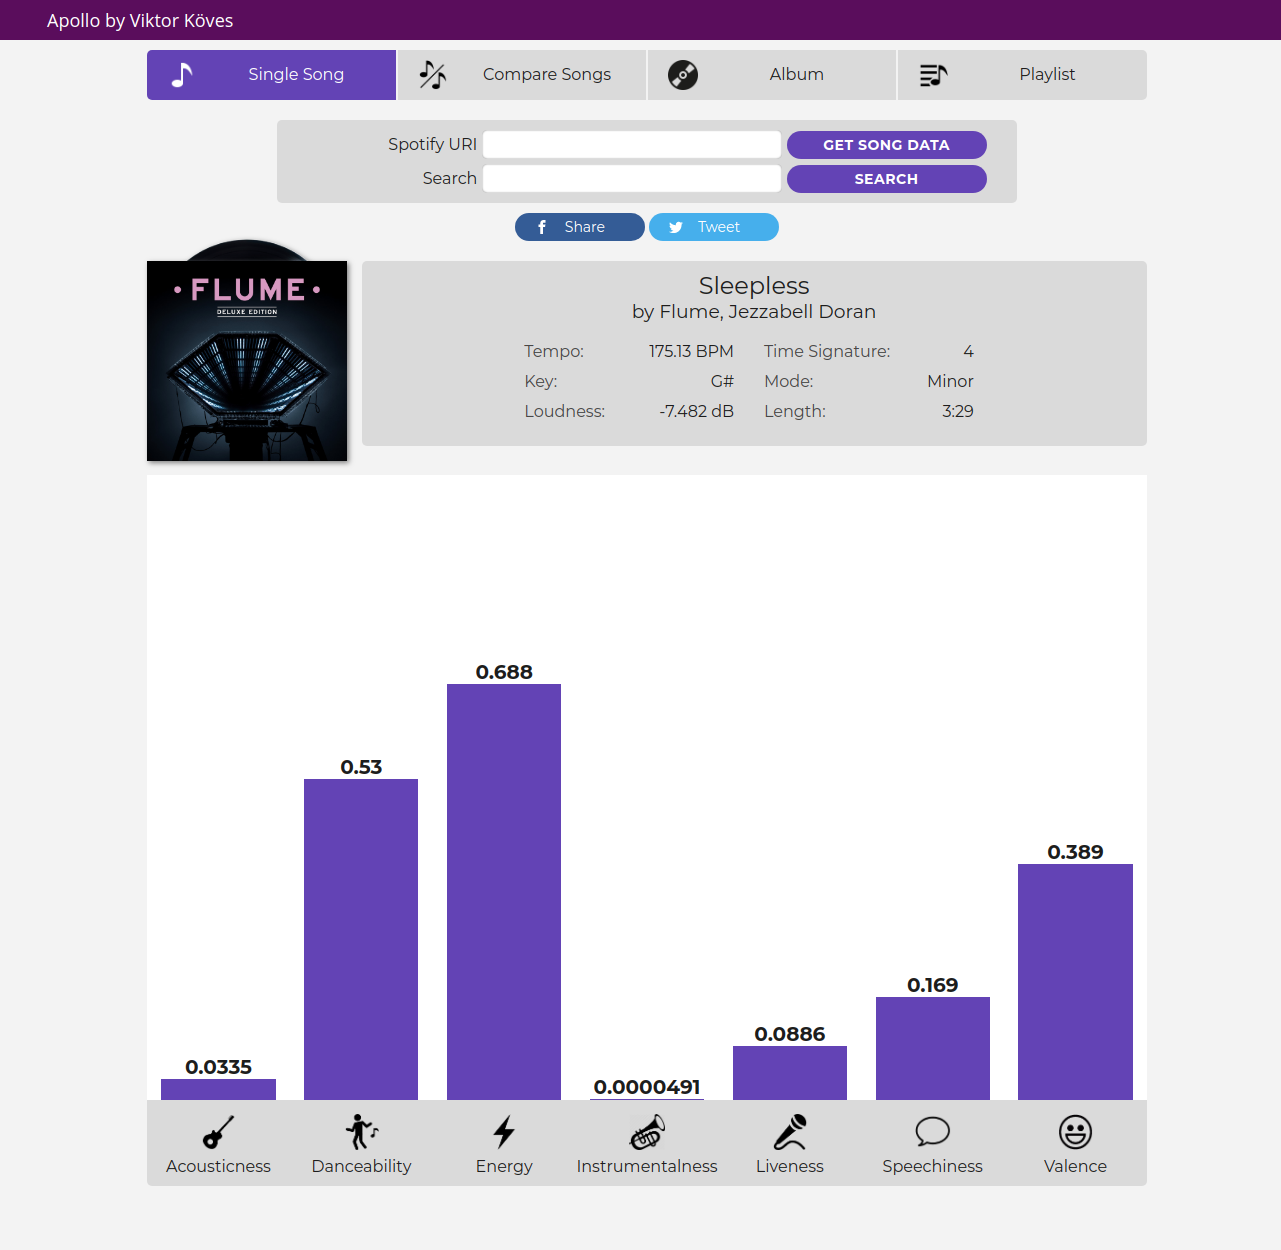 Apollo by Viktor Köves
Single Song
Compare Songs
Album
Playlist
Spotify URI
GET SONG DATA
Search
SEARCH
Share
Tweet
• FLUME •
DELUXE EDITION
Sleepless
by Flume, Jezzabell Doran
Tempo: 175.13 BPM Time Signature: 4
Key: G# Mode: Minor
Loudness: -7.482 dB Length: 3:29
0.688
0.53
0.389
0.169
0.0886
0.0335
0.0000491
Acousticness Danceability Energy Instrumentalness Liveness Speechiness Valence